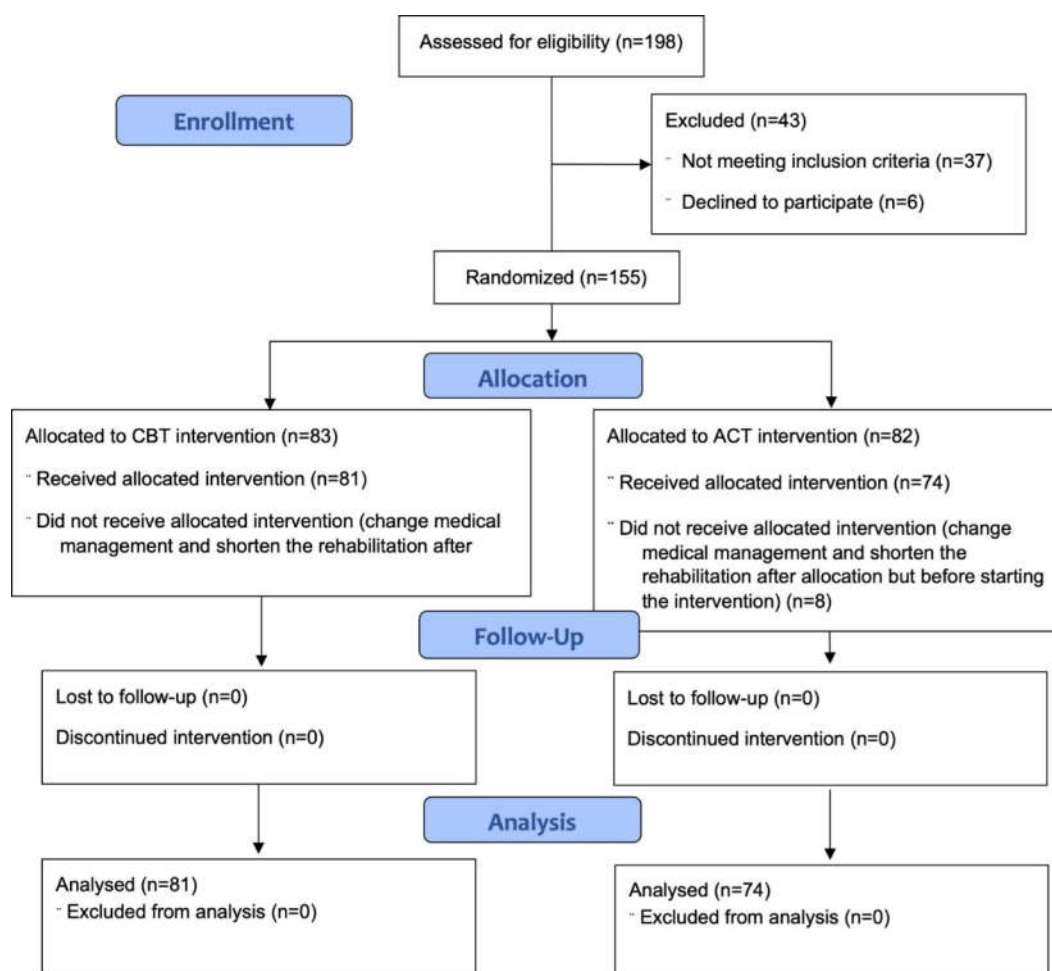 Assessed for eligibility (n=198)
Enrollment
Excluded (n=43)
¨ Not meeting inclusion criteria (n=37)
¨ Declined to participate (n=6)
Randomized (n=155)
Allocation
Allocated to CBT intervention (n=83)
¨ Received allocated intervention (n=81)
¨ Did not receive allocated intervention (change medical
management and shorten the rehabilitation after
Allocated to ACT intervention (n=82)
¨ Received allocated intervention (n=74)
¨ Did not receive allocated intervention (change
medical management and shorten the
rehabilitation after allocation but before starting
the intervention) (n=8)
Follow-Up
Lost to follow-up (n=0)
Discontinued intervention (n=0)
Lost to follow-up (n=0)
Discontinued intervention (n=0)
Analysis
Analysed (n=81)
¨ Excluded from analysis (n=0)
Analysed (n=74)
¨ Excluded from analysis (n=0)